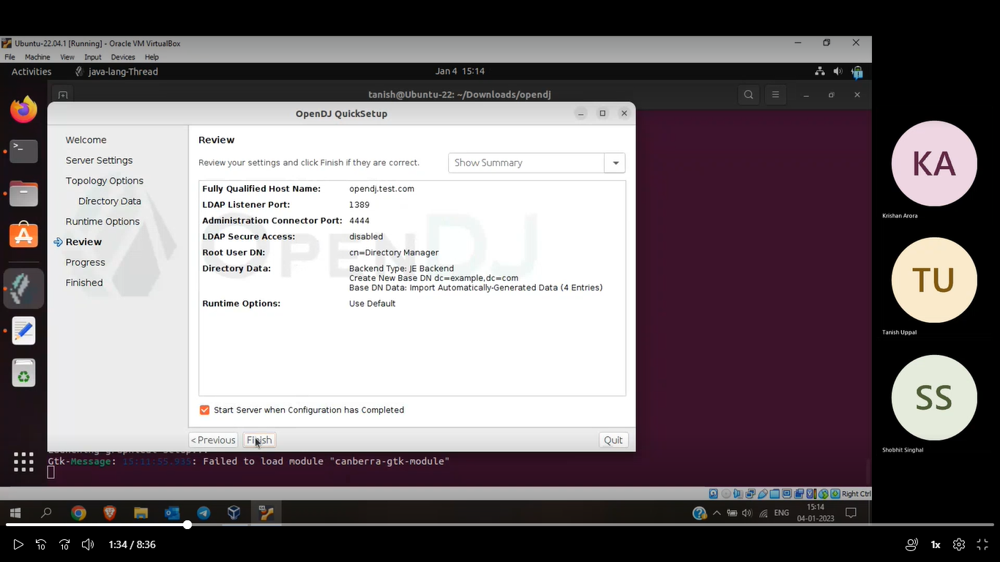 Ubuntu-22.04.1 [Running] - Oracle VM VirtualBox
File Machine View Input Devices Help
Activities java-lang-Thread Jan 4 15:14
tanish@Ubuntu-22: ~/Downloads/opendj
OpenDJ QuickSetup
Welcome
Server Settings
Topology Options
Directory Data
Runtime Options
Review
Progress
Finished
Review
Review your settings and click Finish if they are correct.
Show Summary
OPENDJ
Fully Qualified Host Name: opendj.test.com
LDAP Listener Port: 1389
Administration Connector Port: 4444
LDAP Secure Access: disabled
Root User DN: cn=Directory Manager
Directory Data: Backend Type: JE Backend
Create New Base DN dc=example,dc=com
Base DN Data: Import Automatically-Generated Data (4 Entries)
Runtime Options: Use Default
Start Server when Configuration has Completed
< Previous Finish Quit
Gtk-Message: 15:11:55.935: Failed to load module "canberra-gtk-module"
Right Ctrl
ENG
15:14
04-01-2023
KA
Krishan Arora
TU
Tanish Uppal
SS
Shobhit Singhal
10 10 1:34 / 8:36 1x